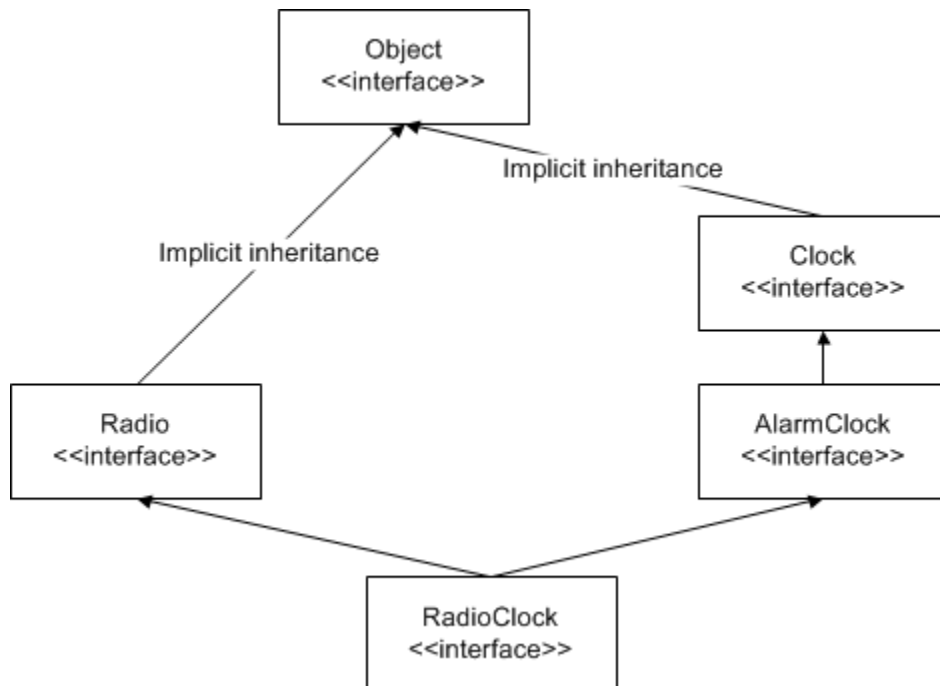 Object
<<interface>>
Implicit inheritance
Clock
<<interface>>
Implicit inheritance
Radio
<<interface>>
AlarmClock
<<interface>>
RadioClock
<<interface>>